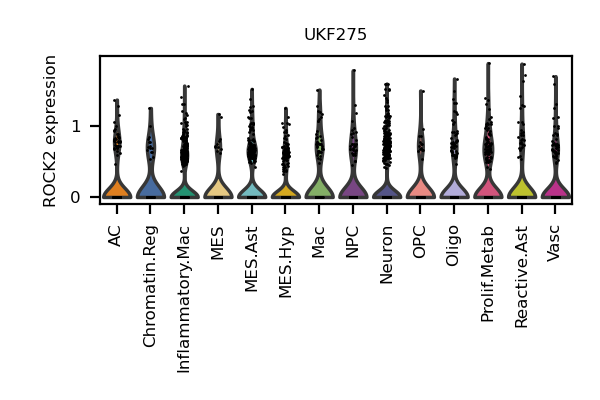 UKF275
ROCK2 expression
1
0
AC
Chromatin.Reg
Inflammatory.Mac
MES
MES.Ast
MES.Hyp
Mac
NPC
Neuron
OPC
Oligo
Prolif.Metab
Reactive.Ast
Vasc